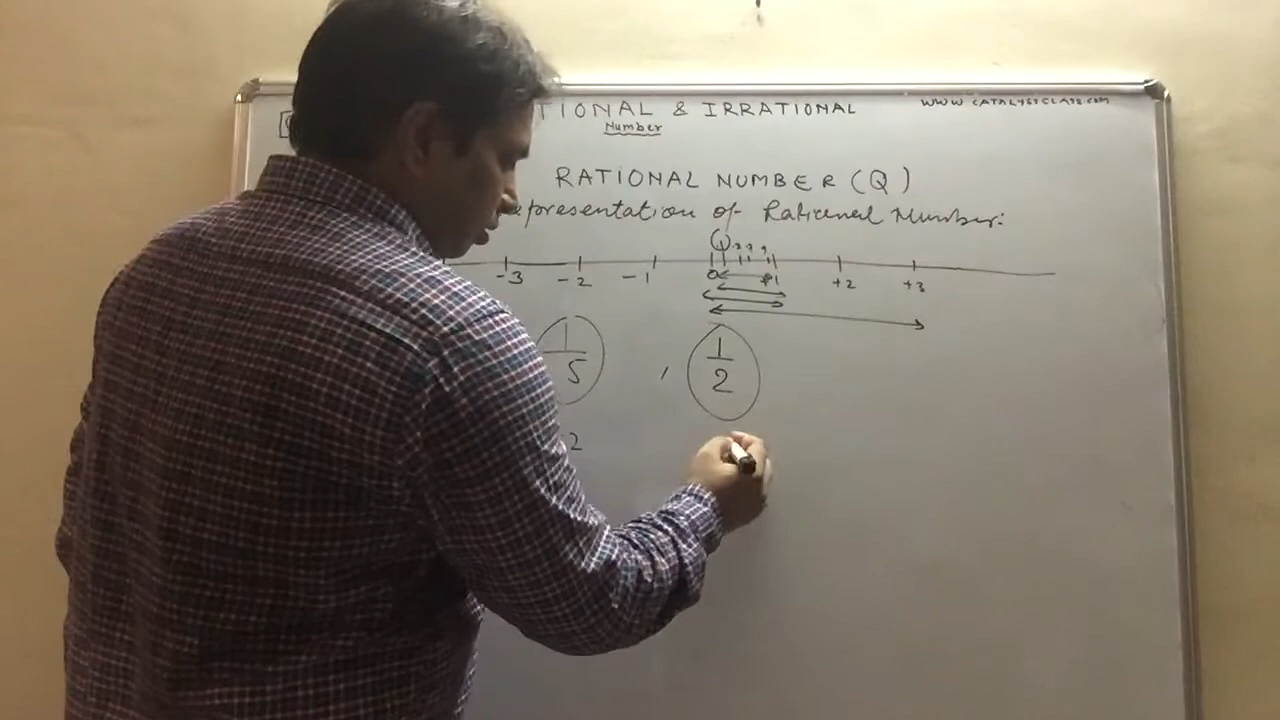 TIONAL & IRRATIONAL
Number
WWW.CATALYSTCLASS.COM
RATIONAL NUMBER (Q)
epresentation of Rational Number:
-3 -2 -1 0 1 +2 +3
1/5 , 1/2
2